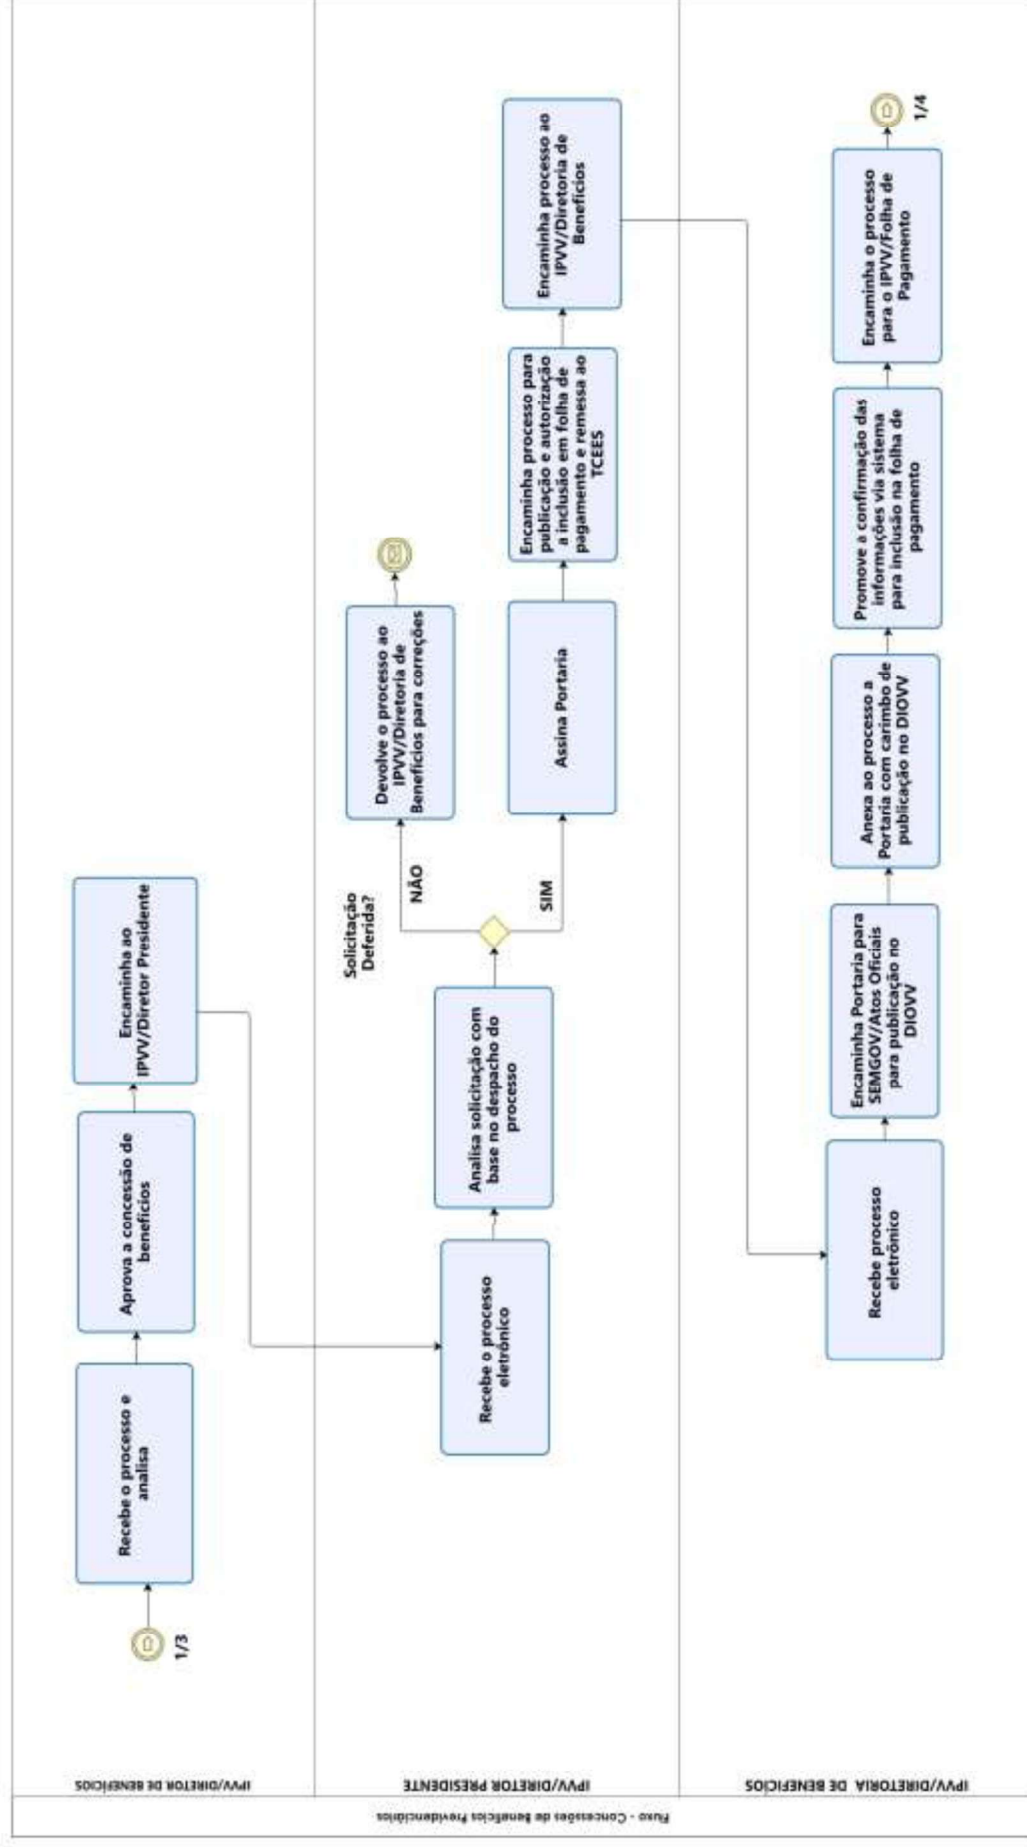 Fluxo - Concessões de Benefícios Previdenciários
IPVV/DIRETOR DE BENEFÍCIOS
1/3
Recebe o processo e
analisa
Aprova a concessão de
benefícios
Encaminha ao
IPVV/Diretor Presidente
IPVV/DIRETOR PRESIDENTE
Recebe o processo
eletrônico
Analisa solicitação com
base no despacho do
processo
Solicitação
Deferida?
NÃO
Devolve o processo ao
IPVV/Diretoria de
Benefícios para correções
SIM
Assina Portaria
Encaminha processo para
publicação e autorização
a inclusão em folha de
pagamento e remessa ao
TCEES
Encaminha processo ao
IPVV/Diretoria de
Benefícios
IPVV/DIRETORIA DE BENEFÍCIOS
Recebe processo
eletrônico
Encaminha Portaria para
SEMGOV/Atos Oficiais
para publicação no
DIOVV
Anexa ao processo a
Portaria com carimbo de
publicação no DIOVV
Promove a confirmação das
informações via sistema
para inclusão na folha de
pagamento
Encaminha o processo
para o IPVV/Folha de
Pagamento
1/4